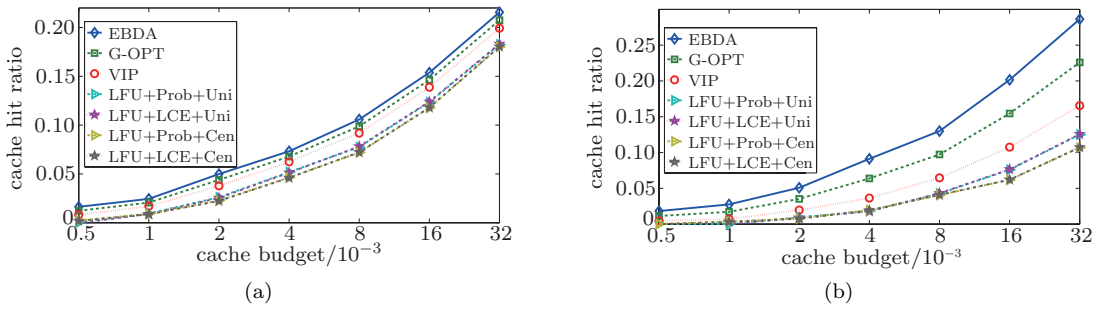 0.20
0.15
0.10
0.05
0
cache hit ratio
EBDA
G-OPT
VIP
LFU+Prob+Uni
LFU+LCE+Uni
LFU+Prob+Cen
LFU+LCE+Cen
0.5 1 2 4 8 16 32
cache budget/10⁻³
(a)
0.25
0.20
0.15
0.10
0.05
0
cache hit ratio
EBDA
G-OPT
VIP
LFU+Prob+Uni
LFU+LCE+Uni
LFU+Prob+Cen
LFU+LCE+Cen
0.5 1 2 4 8 16 32
cache budget/10⁻³
(b)